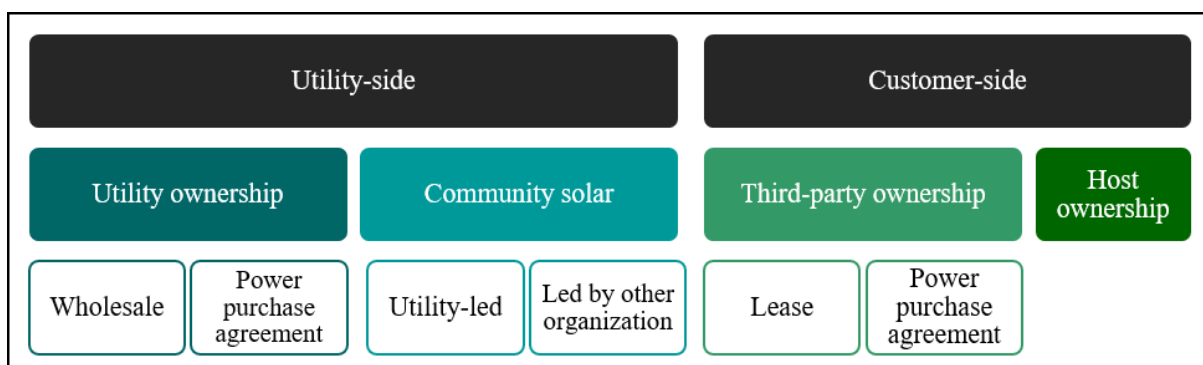 Utility-side
Customer-side
Utility ownership
Community solar
Third-party ownership
Host
ownership
Wholesale
Power
purchase
agreement
Utility-led
Led by other
organization
Lease
Power
purchase
agreement